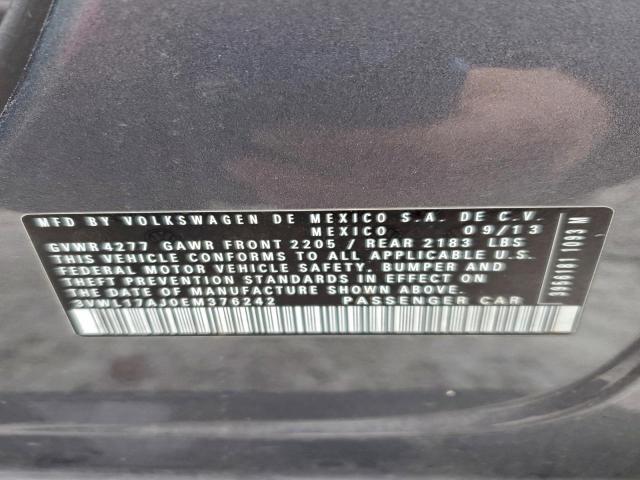 MFD BY VOLKSWAGEN DE MEXICO S.A. DE C.V.
MEXICO 09/13
GVWR4277 GAWR FRONT 2205 / REAR 2183 LBS
THIS VEHICLE CONFORMS TO ALL APPLICABLE U.S.
FEDERAL MOTOR VEHICLE SAFETY, BUMPER AND
THEFT PREVENTION STANDARDS IN EFFECT ON
THE DATE OF MANUFACTURE SHOWN ABOVE.
3VWL17AJ0EM376242 PASSENGER CAR